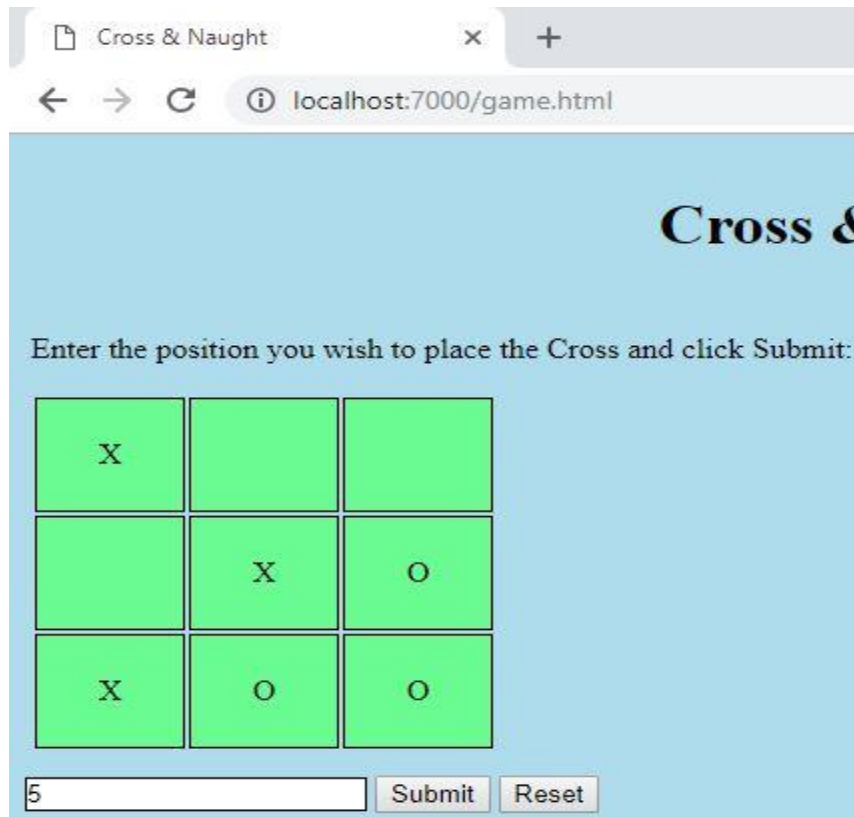 Cross & Naught
localhost:7000/game.html
Cross &
Enter the position you wish to place the Cross and click Submit:
X
X O
X O O
5 Submit Reset